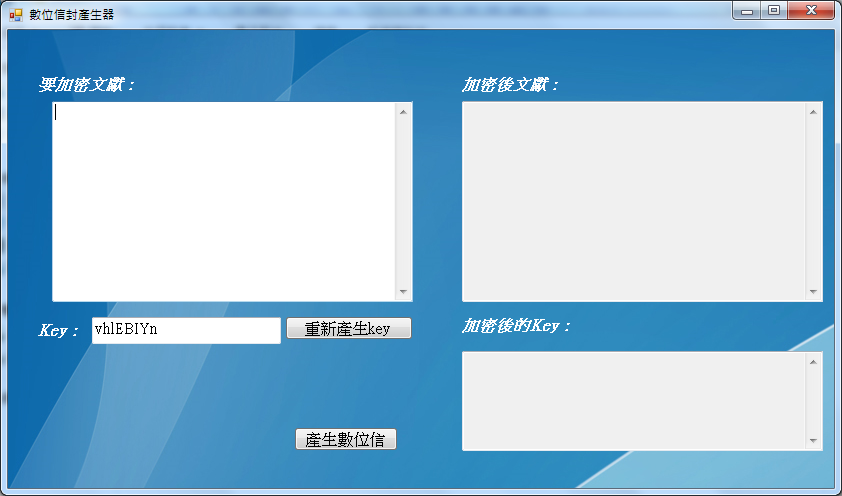 數位信封產生器
要加密文獻：
加密後文獻：
Key：
vhlEBIYn
重新產生key
加密後的Key：
產生數位信